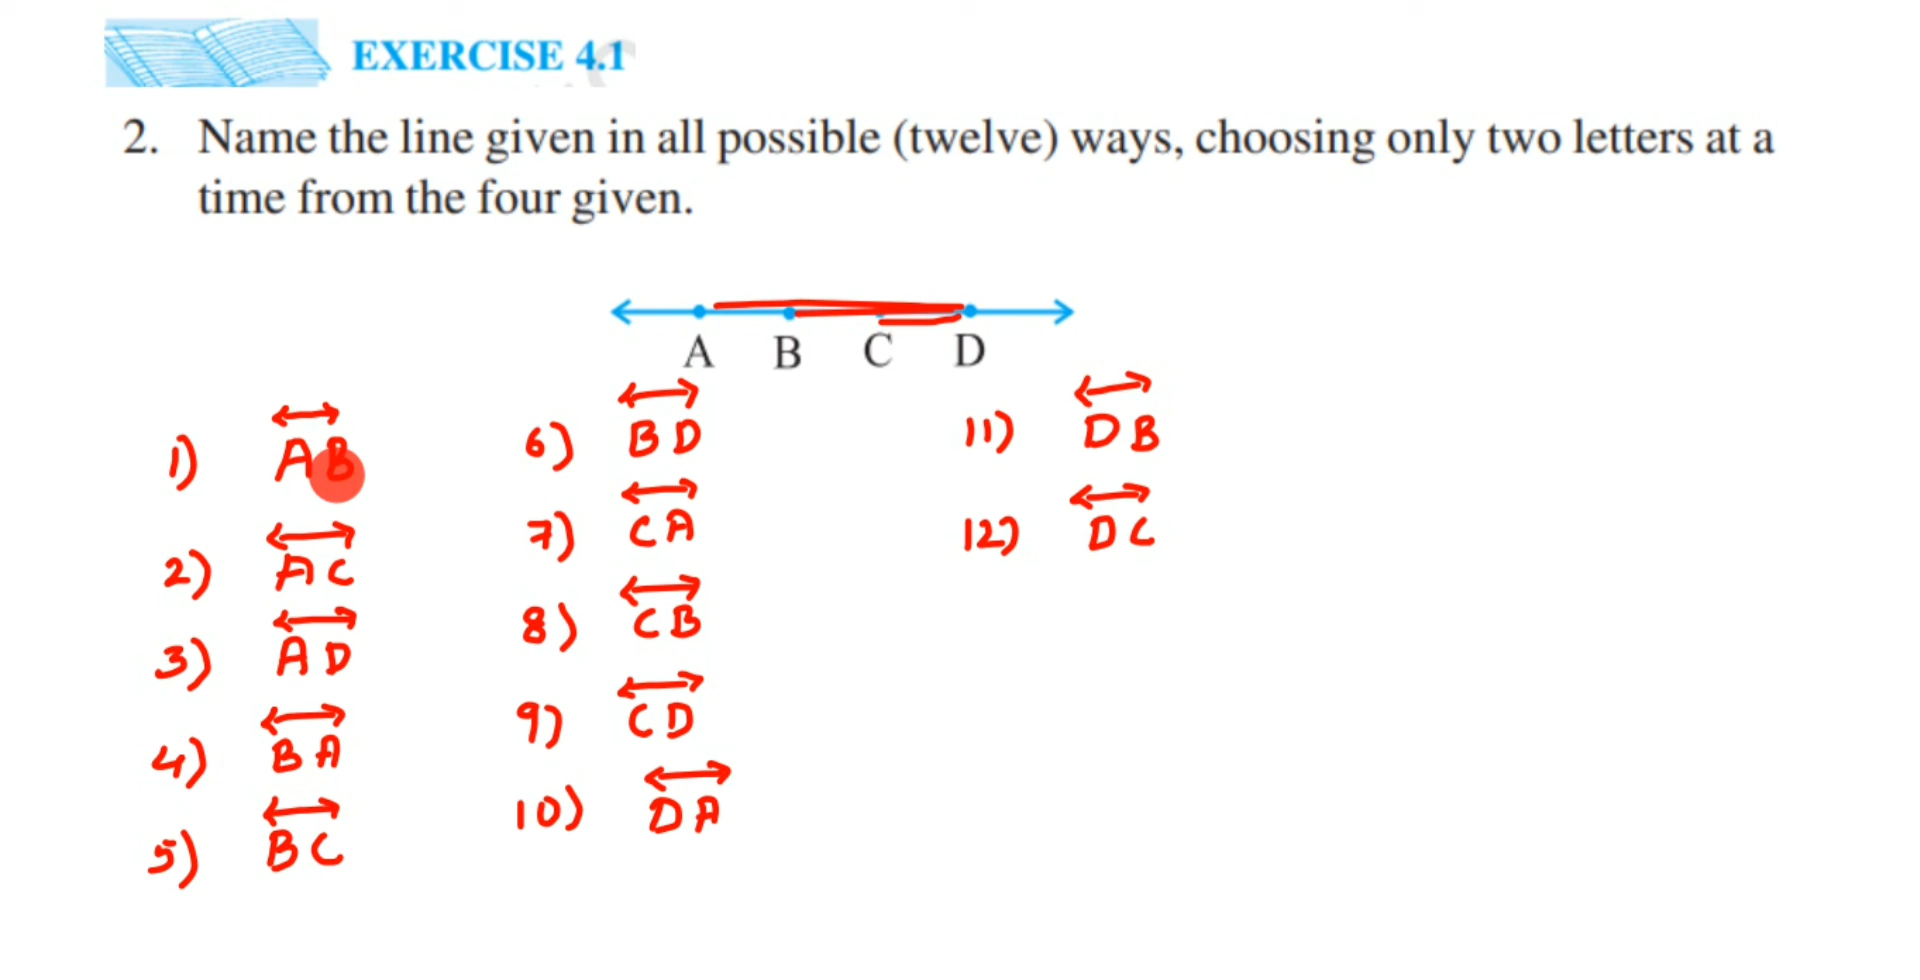 EXERCISE 4.1
2. Name the line given in all possible (twelve) ways, choosing only two letters at a
time from the four given.
A B C D
1) AB
2) AC
3) AD
4) BA
5) BC
6) BD
7) CA
8) CB
9) CD
10) DA
11) DB
12) DC